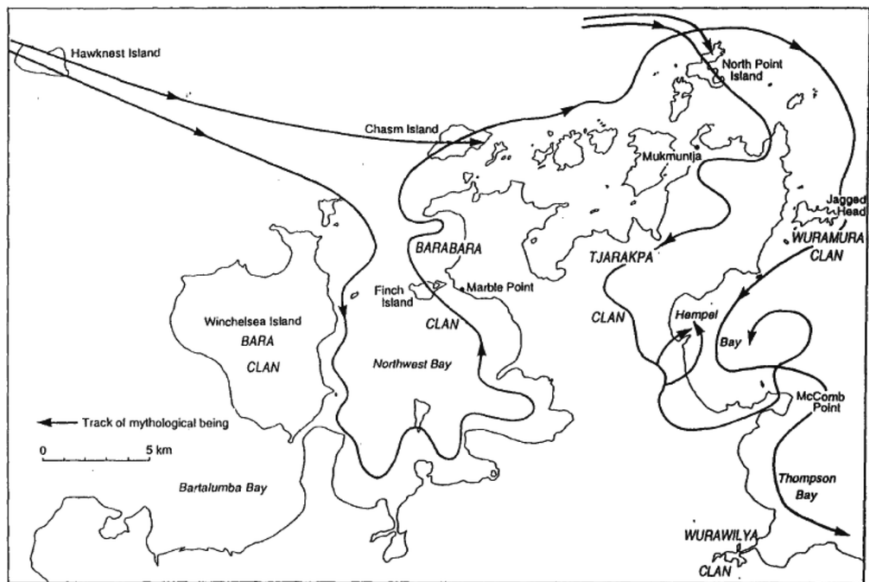 Hawknest Island
North Point
Island
Chasm Island
Mukmuntja
Jagged
Head
BARABARA
TJARAKPA
WURAMURA
CLAN
Finch
Island
Marble Point
Winchelsea Island
BARA
CLAN
CLAN
CLAN
Hempel
Bay
Northwest Bay
McComb
Point
Track of mythological being
0 5 km
Bartalumba Bay
Thompson
Bay
WURAWILYA
CLAN